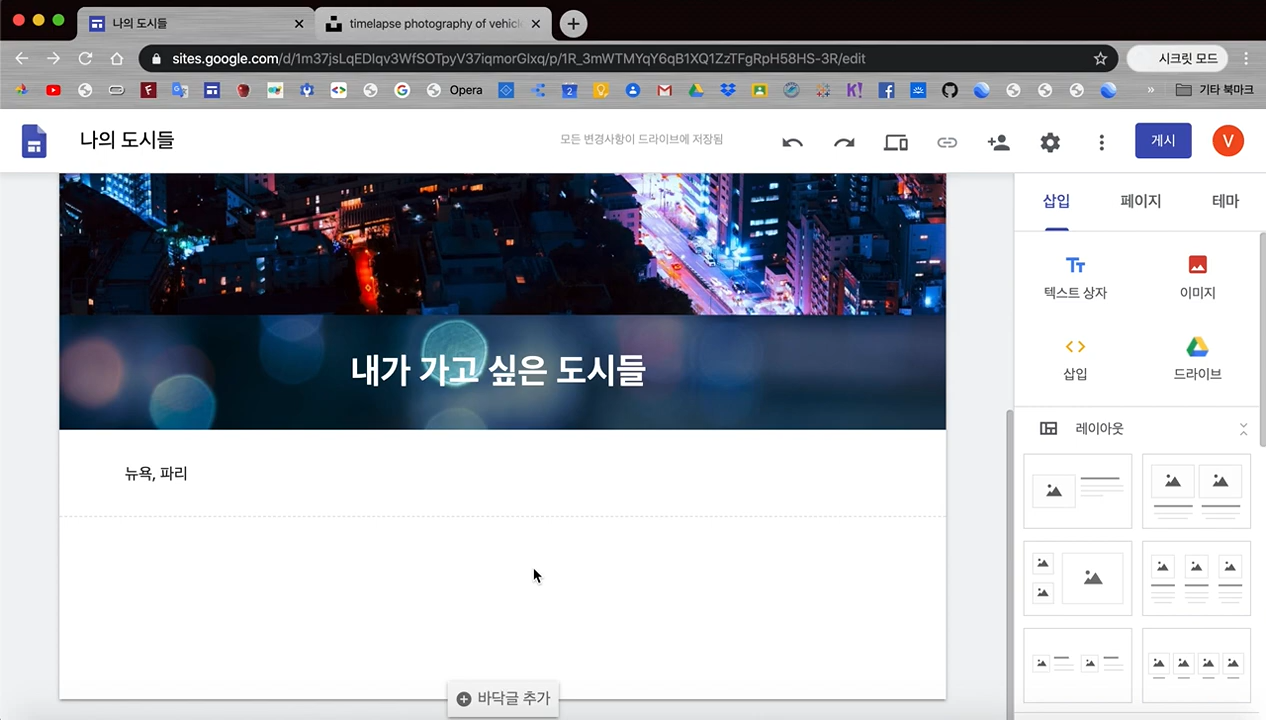 나의 도시들
timelapse photography of vehicl
sites.google.com/d/1m37jsLqEDIqv3WfSOTpyV37iqmorGlxq/p/1R_3mWTMYqY6qB1XQ1ZzTFgRpH58HS-3R/edit
시크릿 모드
Opera
기타 북마크
나의 도시들
모든 변경사항이 드라이브에 저장됨
게시
V
삽입 페이지 테마
텍스트 상자 이미지
삽입 드라이브
레이아웃
내가 가고 싶은 도시들
뉴욕, 파리
바닥글 추가